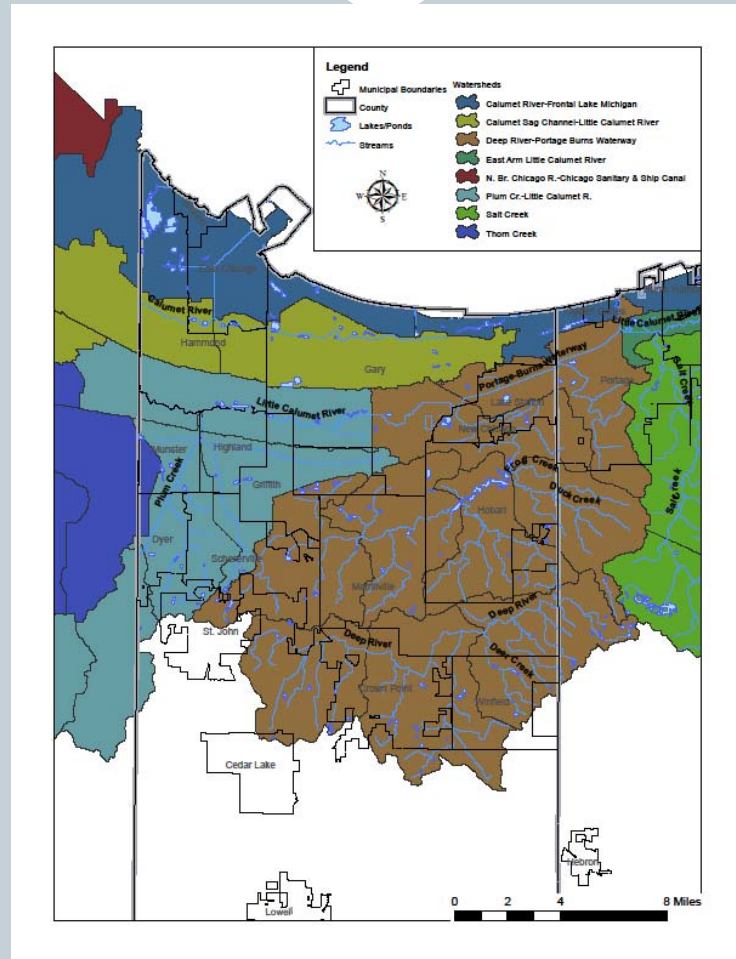 Legend
Municipal Boundaries
County
Lakes/Ponds
Streams
N
W E
S
Watersheds
Calumet River-Frontal Lake Michigan
Calumet Sag Channel-Little Calumet River
Deep River-Portage Burns Waterway
East Arm Little Calumet River
N. Br. Chicago R.-Chicago Sanitary & Ship Canal
Plum Cr.-Little Calumet R.
Salt Creek
Thorn Creek
East Chicago
Calumet River
Hammond
Gary
Little Calumet River
Portage-Burns Waterway
Portage
Salt Creek
Little Calumet River
Lake Station
Munster
Highland
Griffith
Plum Creek
Dyer
Schererville
Hobart
Duck Creek
Salt Creek
Merrillville
Deep River
St. John
Deep River
Deer Creek
Crown Point
Winfield
Cedar Lake
Hebron
Lowell
0 2 4 8 Miles